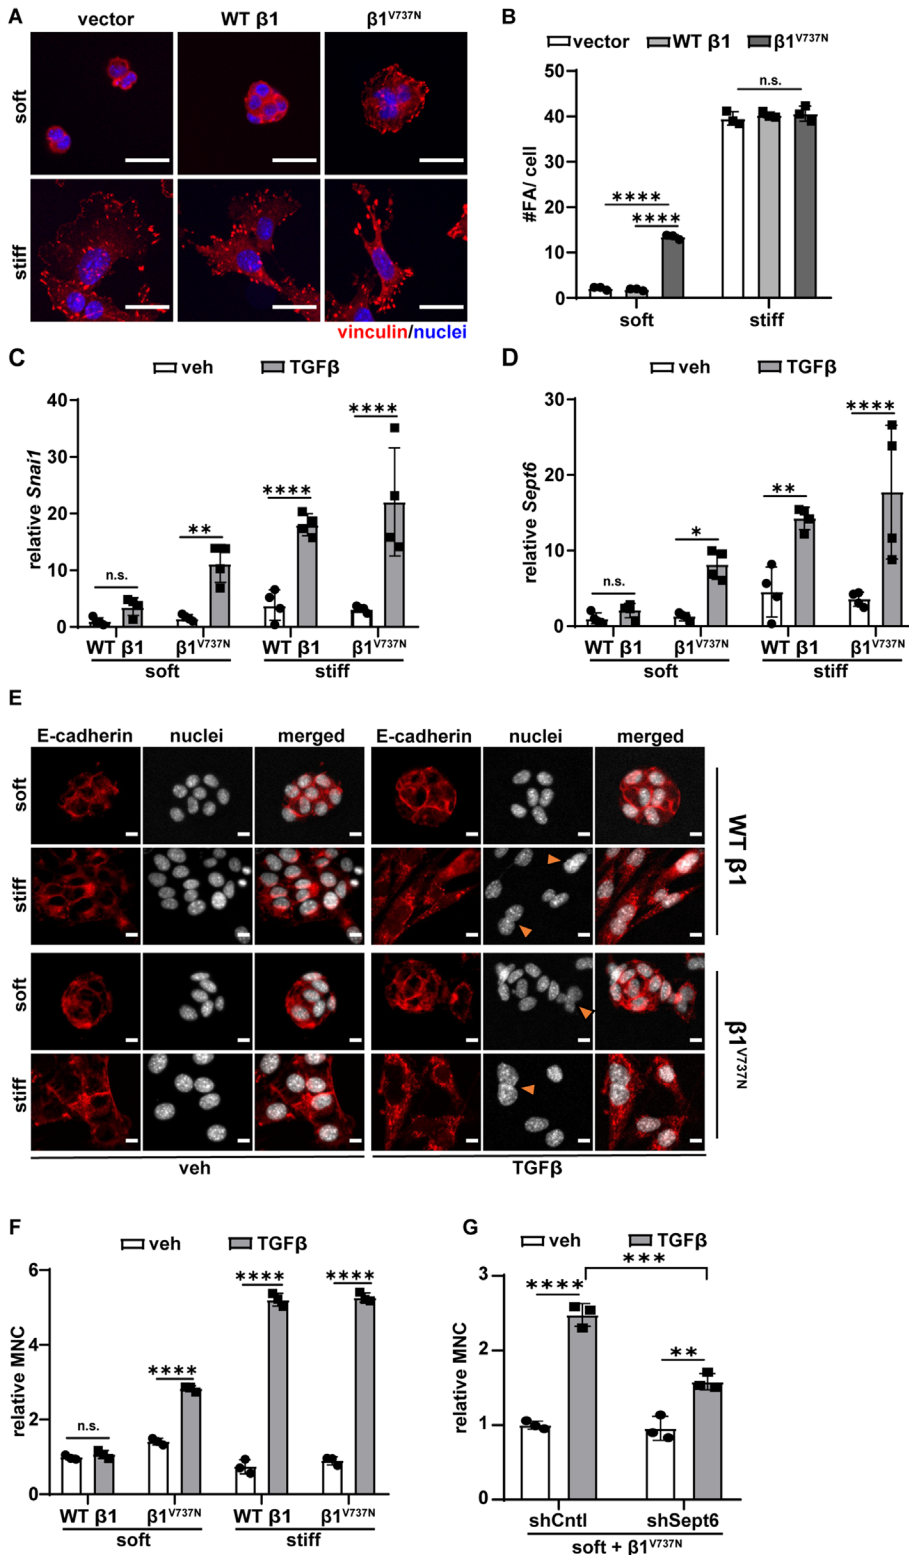 A
vector
WT β1
β1V737N
soft
stiff
vinculin/nuclei
B
vector WT β1 β1V737N
#FA/ cell
50
40
30
20
10
0
****
****
n.s.
soft stiff
C
veh TGFβ
relative Snai1
40
30
20
10
0
n.s.
**
****
****
WT β1 β1V737N WT β1 β1V737N
soft stiff
D
veh TGFβ
relative Sept6
30
20
10
0
n.s.
*
**
****
WT β1 β1V737N WT β1 β1V737N
soft stiff
E
E-cadherin nuclei merged E-cadherin nuclei merged
soft
stiff
WT β1
soft
stiff
β1V737N
veh TGFβ
F
veh TGFβ
relative MNC
6
4
2
0
n.s.
****
****
****
WT β1 β1V737N WT β1 β1V737N
soft stiff
G
veh TGFβ
relative MNC
3
2
1
0
****
***
**
shCntl shSept6
soft + β1V737N